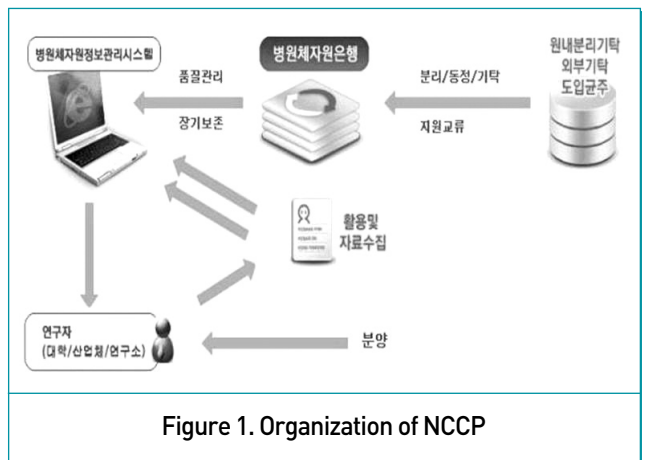 병원체자원정보관리시스템
병원체자원은행
원내분리기탁
외부기탁
도입균주
품질관리
장기보존
분리/동정/기탁
지원교류
활용및
자료수집
연구자
(대학/산업체/연구소)
분양
Figure 1. Organization of NCCP